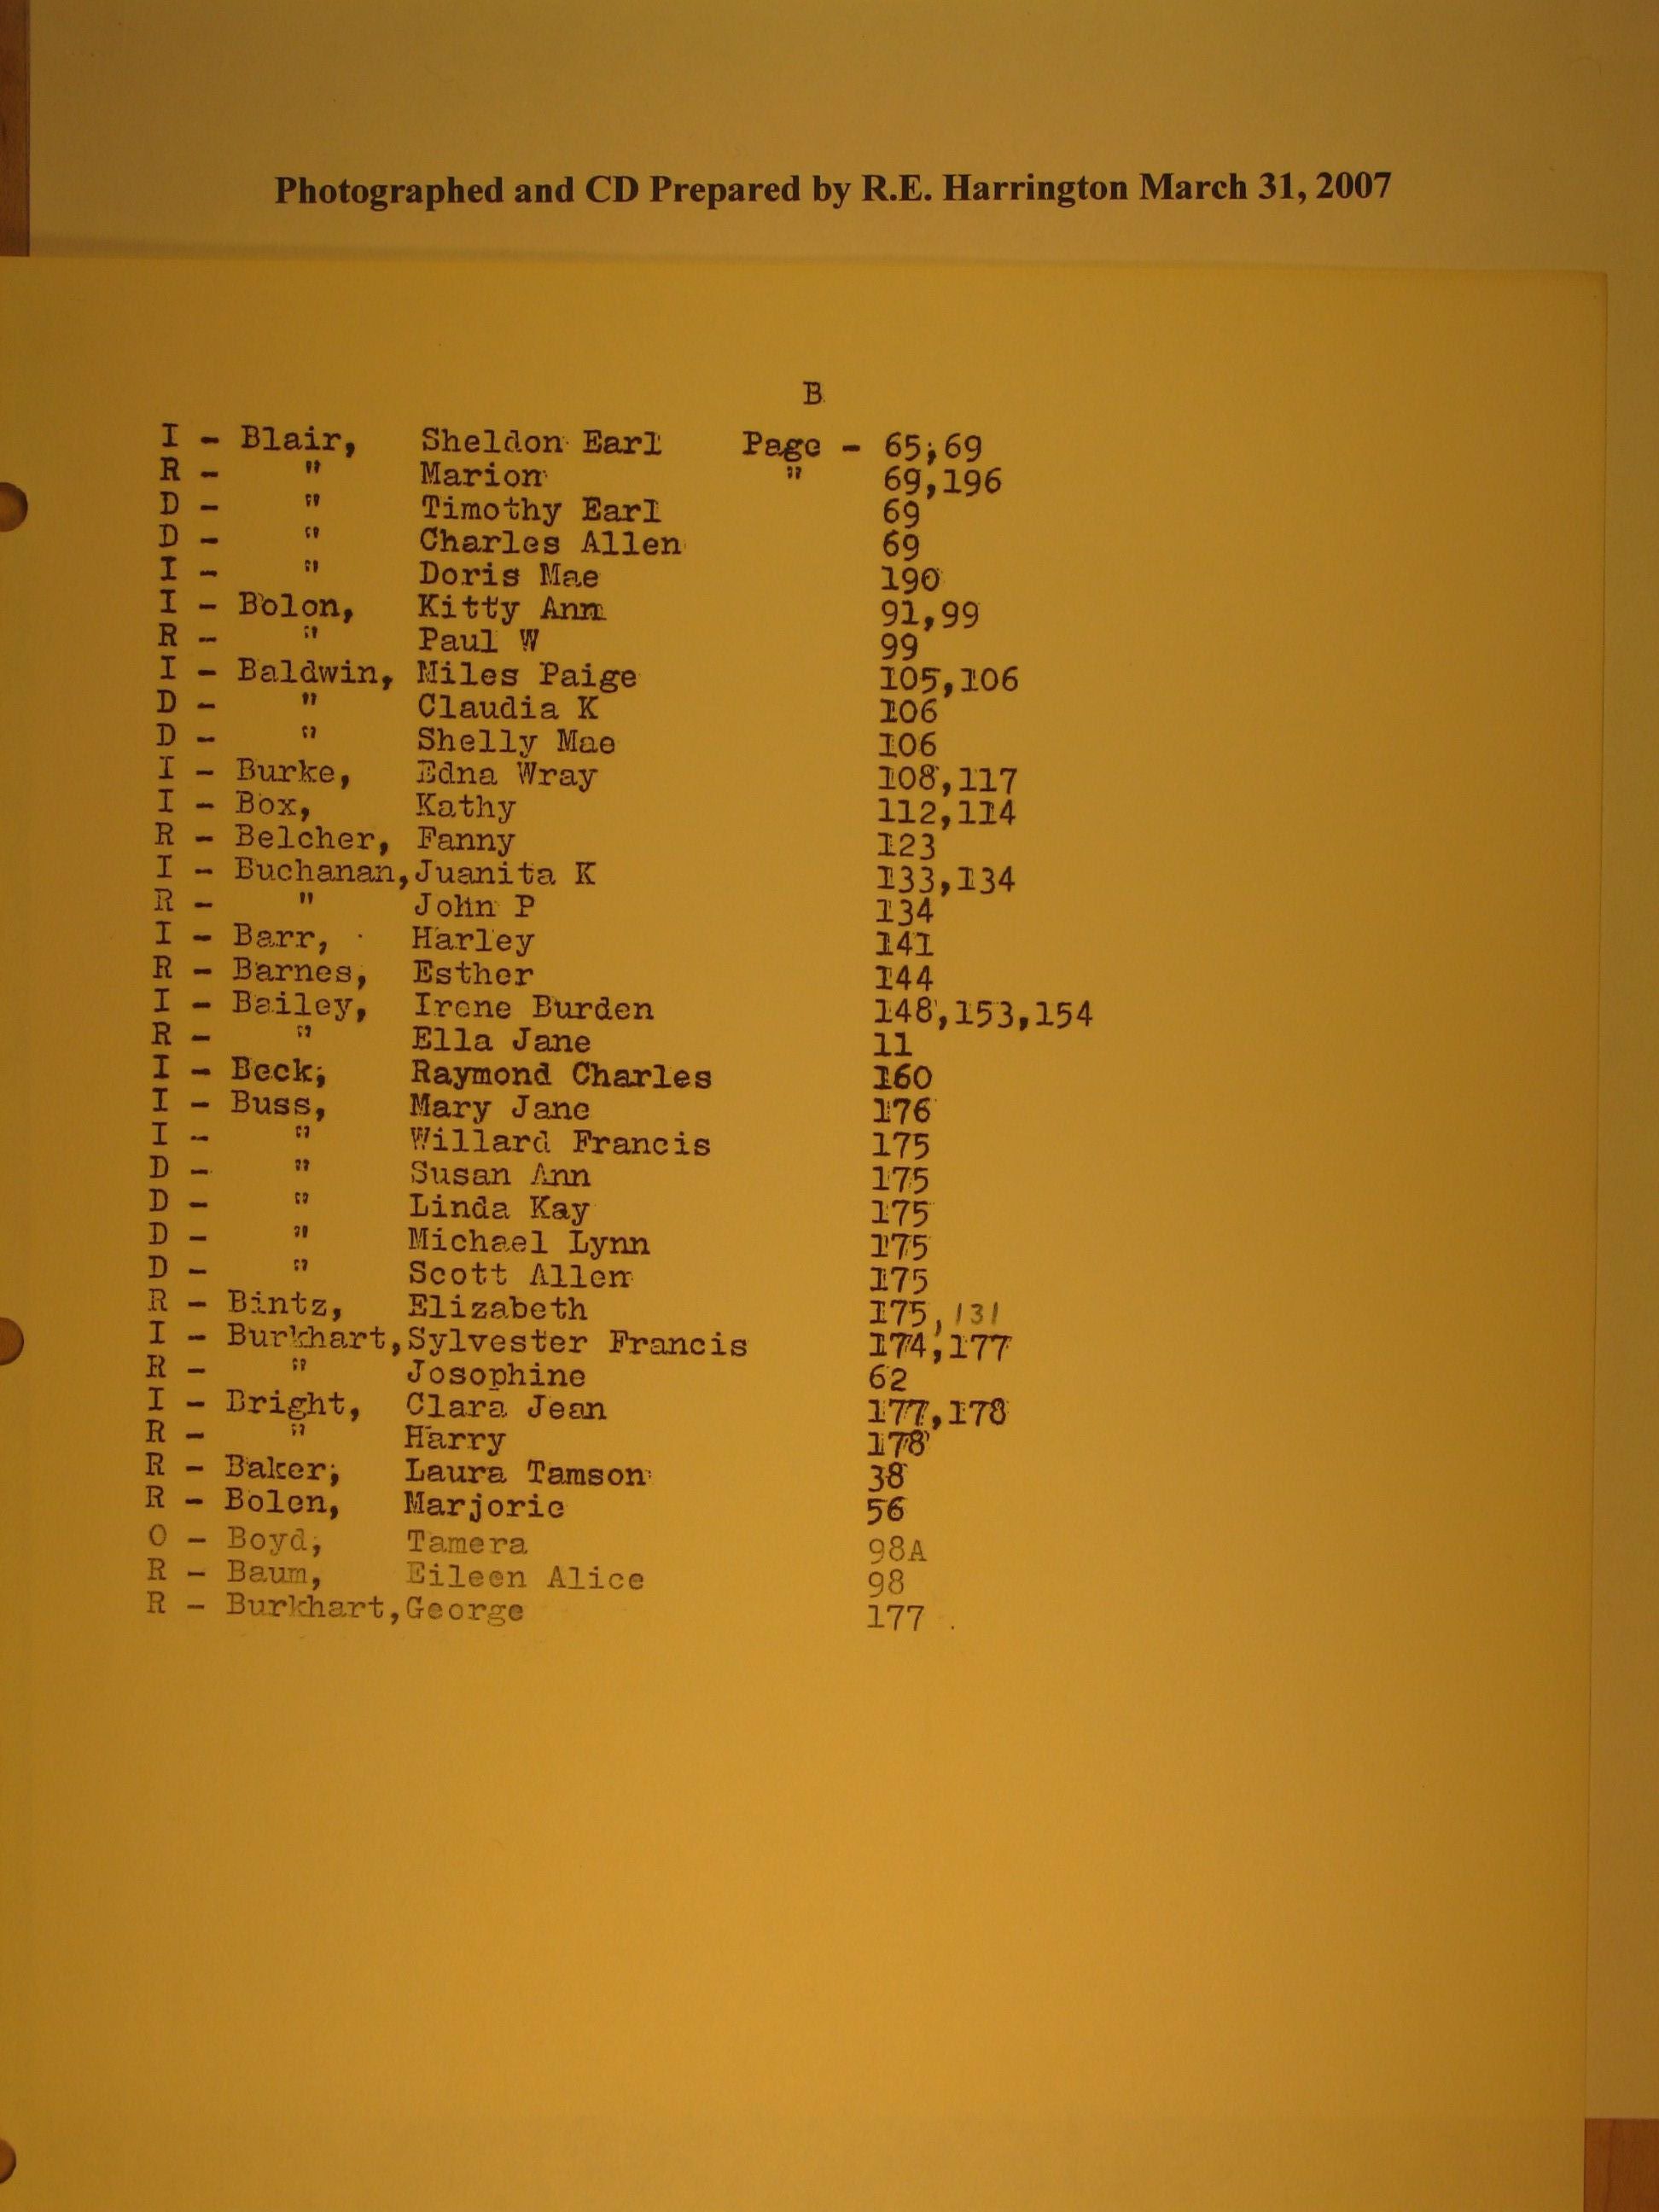 Photographed and CD Prepared by R.E. Harrington March 31, 2007
B
I - Blair, Sheldon Earl Page - 65,69
R - " Marion " 69,196
D - " Timothy Earl 69
D - " Charles Allen 69
I - " Doris Mae 190
I - Bolon, Kitty Ann 91,99
R - " Paul W 99
I - Baldwin, Miles Paige 105,106
D - " Claudia K 106
D - " Shelly Mae 106
I - Burke, Edna Wray 108,117
I - Box, Kathy 112,114
R - Belcher, Fanny 123
I - Buchanan, Juanita K 133,134
R - " John P 134
I - Barr, Harley 141
R - Barnes, Esther 144
I - Bailey, Irene Burden 148,153,154
R - " Ella Jane 11
I - Beck, Raymond Charles 160
I - Buss, Mary Jane 176
I - " Willard Francis 175
D - " Susan Ann 175
D - " Linda Kay 175
D - " Michael Lynn 175
D - " Scott Allen 175
R - Bintz, Elizabeth 175, 131
I - Burkhart, Sylvester Francis 174,177
R - " Josephine 62
I - Bright, Clara Jean 177,178
R - " Harry 178
R - Baker, Laura Tamson 38
R - Bolen, Marjorie 56
O - Boyd, Tamera 98A
R - Baum, Eileen Alice 98
R - Burkhart, George 177